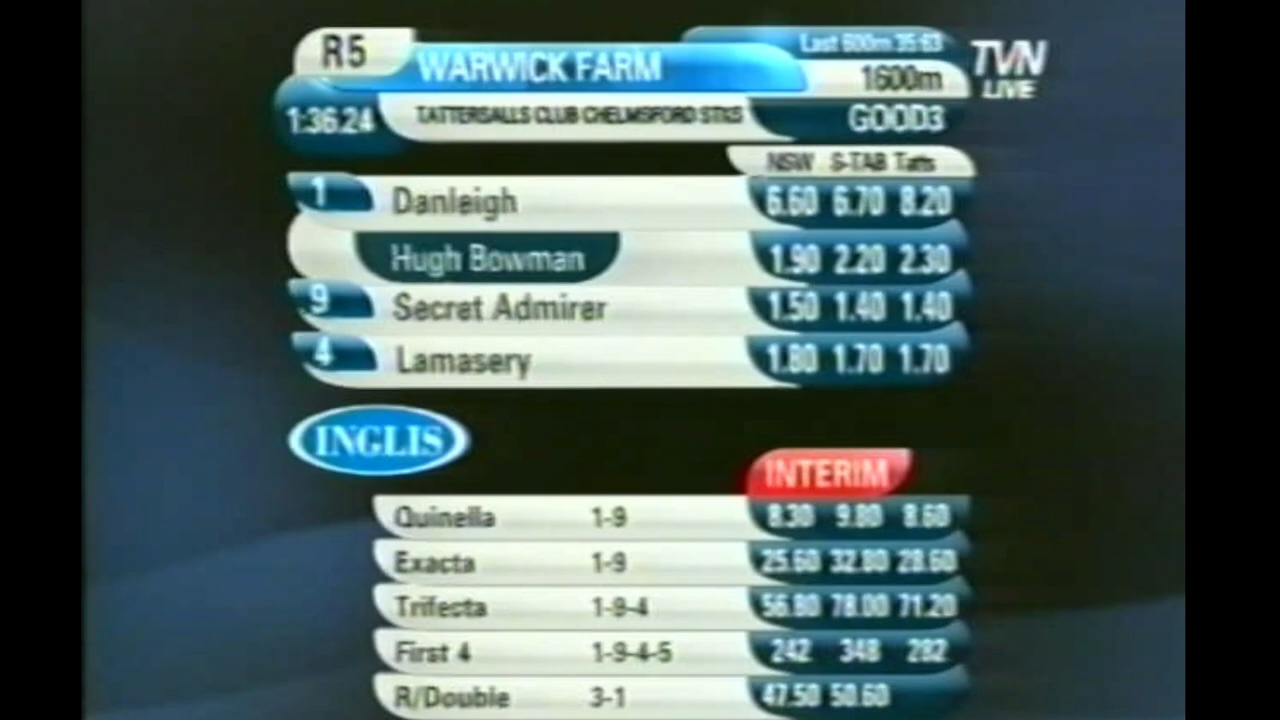 R5
WARWICK FARM
Last 600m 35:63
TVN
LIVE
1600m
1:36.24
TATTERSALLS CLUB CHELMSFORD STKS
GOOD3
NSW S-TAB Tatts
1 Danleigh 6.60 6.70 8.20
Hugh Bowman 1.90 2.20 2.30
9 Secret Admirer 1.50 1.40 1.40
4 Lamasery 1.80 1.70 1.70
INGLIS
INTERIM
Quinella 1-9 8.30 9.80 8.60
Exacta 1-9 25.60 32.80 28.60
Trifecta 1-9-4 56.80 78.00 71.20
First 4 1-9-4-5 242 348 282
R/Double 3-1 47.50 50.60